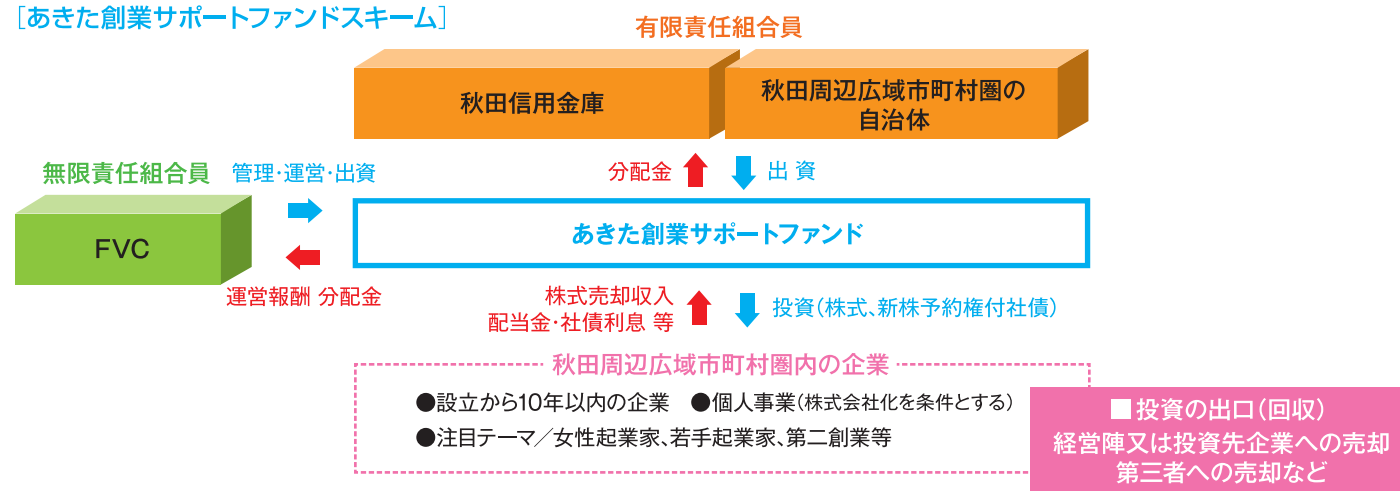 ［あきた創業サポートファンドスキーム］
有限責任組合員
秋田信用金庫
秋田周辺広域市町村圏の
自治体
無限責任組合員
管理・運営・出資
分配金
出 資
FVC
あきた創業サポートファンド
運営報酬 分配金
株式売却収入
配当金・社債利息 等
投資（株式、新株予約権付社債）
秋田周辺広域市町村圏内の企業
●設立から10年以内の企業 ●個人事業（株式会社化を条件とする）
●注目テーマ／女性起業家、若手起業家、第二創業等
■投資の出口（回収）
経営陣又は投資先企業への売却
第三者への売却など